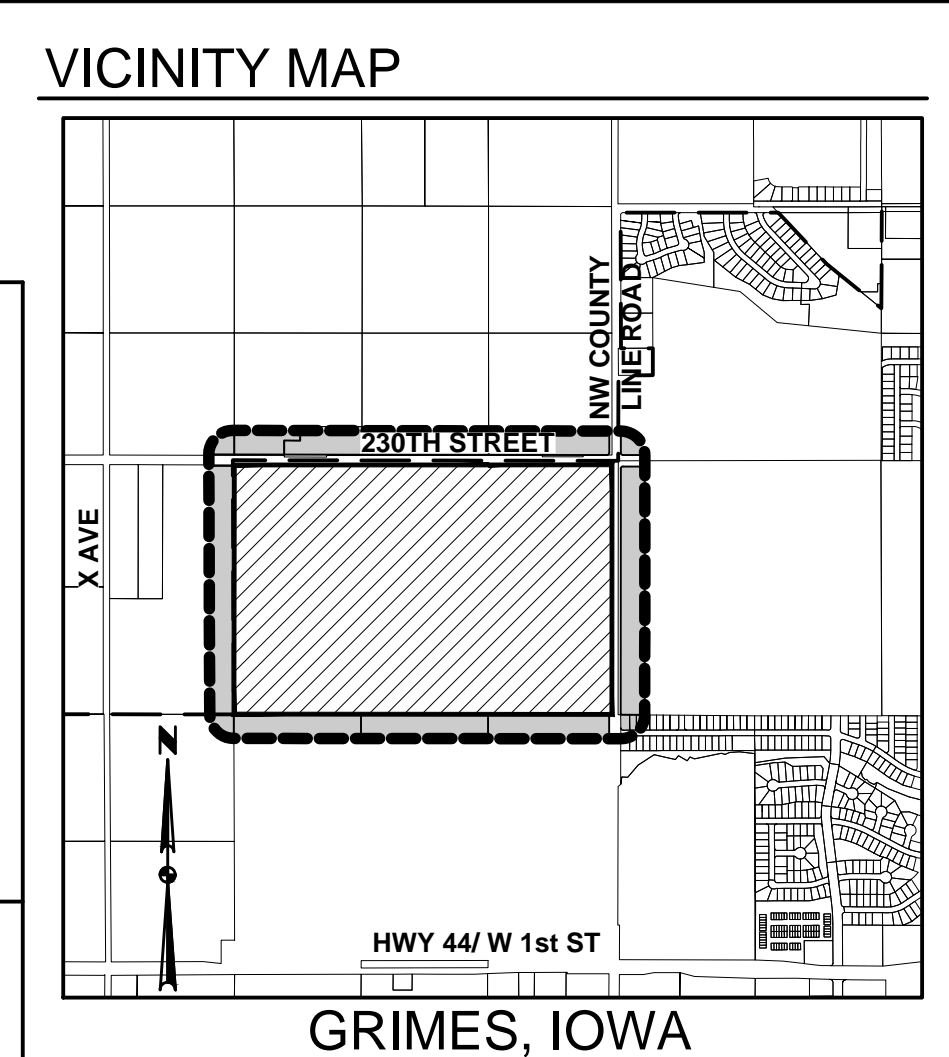 VICINITY MAP
NW COUNTY
LINE ROAD
230TH STREET
X AVE
N
HWY 44/ W 1st ST
GRIMES, IOWA